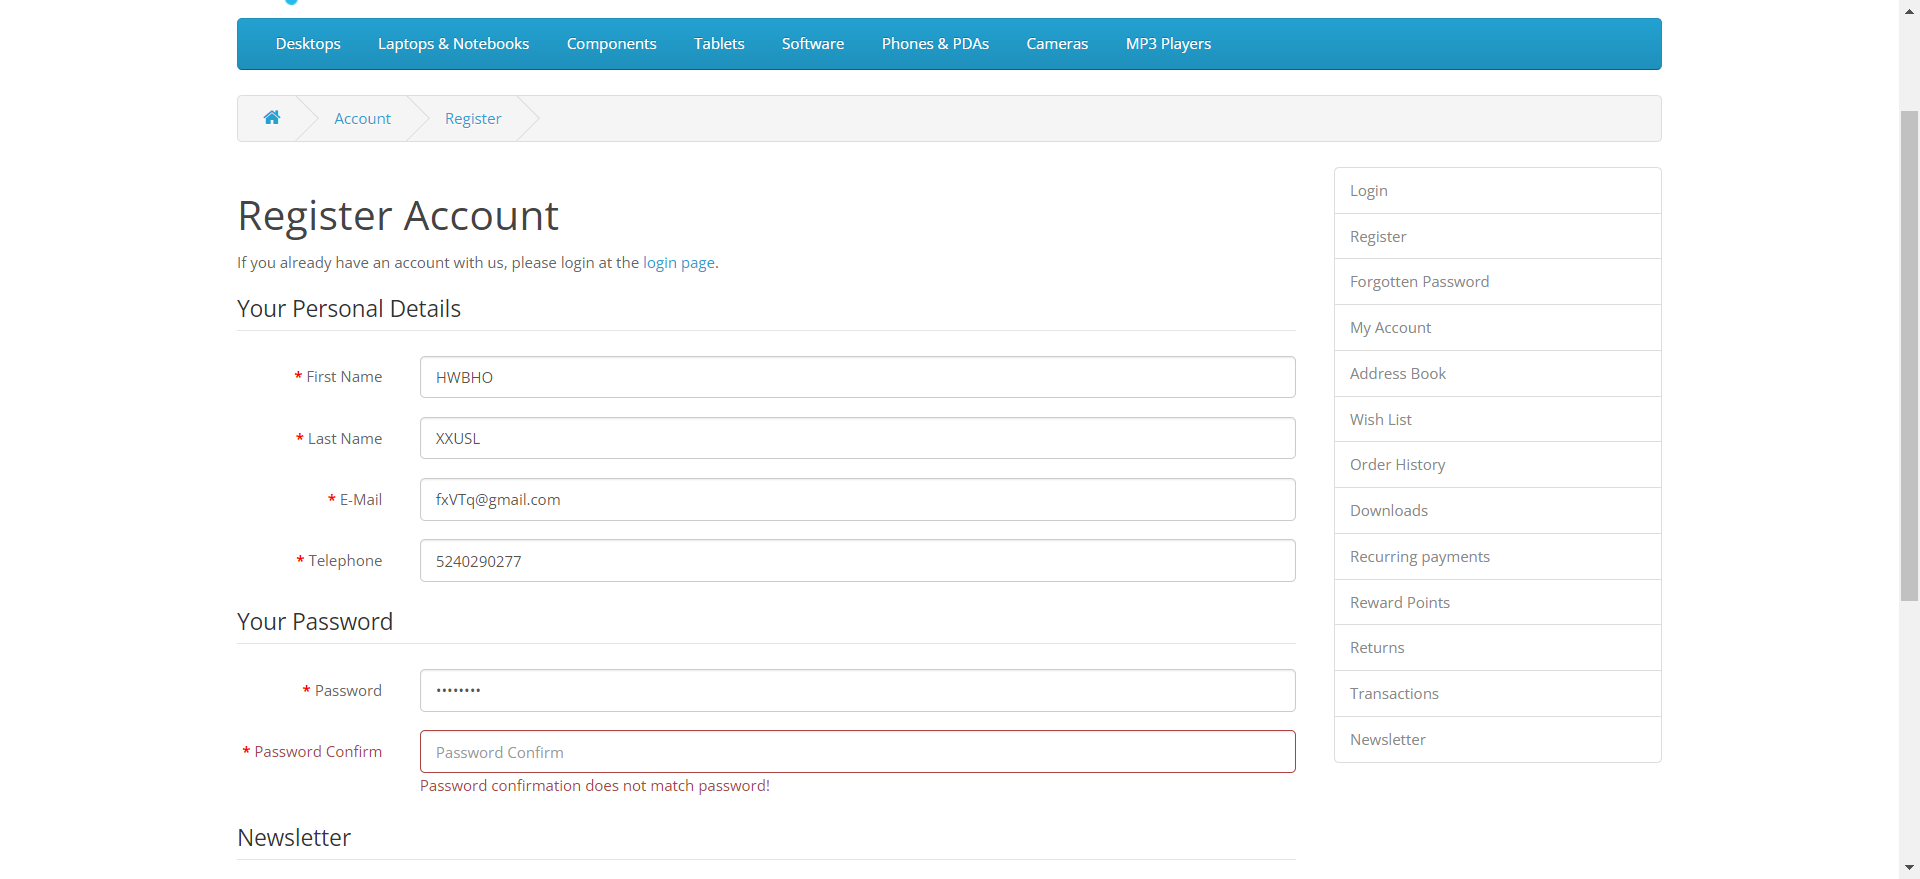 Desktops Laptops & Notebooks Components Tablets Software Phones & PDAs Cameras MP3 Players
Account Register
Register Account
If you already have an account with us, please login at the login page.
Your Personal Details
* First Name HWBHO
* Last Name XXUSL
* E-Mail fxVTq@gmail.com
* Telephone 5240290277
Your Password
* Password ••••••••
* Password Confirm Password Confirm
Password confirmation does not match password!
Newsletter
Login
Register
Forgotten Password
My Account
Address Book
Wish List
Order History
Downloads
Recurring payments
Reward Points
Returns
Transactions
Newsletter